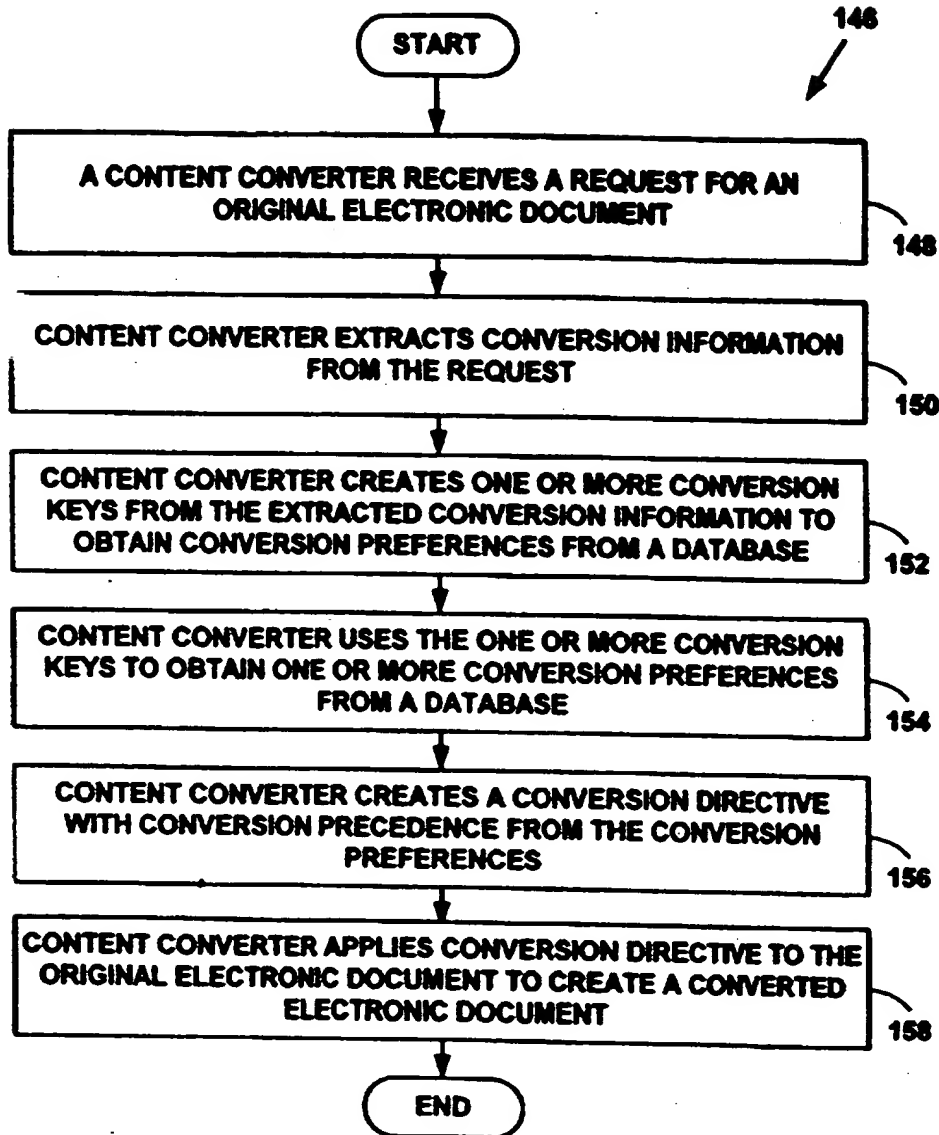 START
146
A CONTENT CONVERTER RECEIVES A REQUEST FOR AN
ORIGINAL ELECTRONIC DOCUMENT
148
CONTENT CONVERTER EXTRACTS CONVERSION INFORMATION
FROM THE REQUEST
150
CONTENT CONVERTER CREATES ONE OR MORE CONVERSION
KEYS FROM THE EXTRACTED CONVERSION INFORMATION TO
OBTAIN CONVERSION PREFERENCES FROM A DATABASE
152
CONTENT CONVERTER USES THE ONE OR MORE CONVERSION
KEYS TO OBTAIN ONE OR MORE CONVERSION PREFERENCES
FROM A DATABASE
154
CONTENT CONVERTER CREATES A CONVERSION DIRECTIVE
WITH CONVERSION PRECEDENCE FROM THE CONVERSION
PREFERENCES
156
CONTENT CONVERTER APPLIES CONVERSION DIRECTIVE TO THE
ORIGINAL ELECTRONIC DOCUMENT TO CREATE A CONVERTED
ELECTRONIC DOCUMENT
158
END